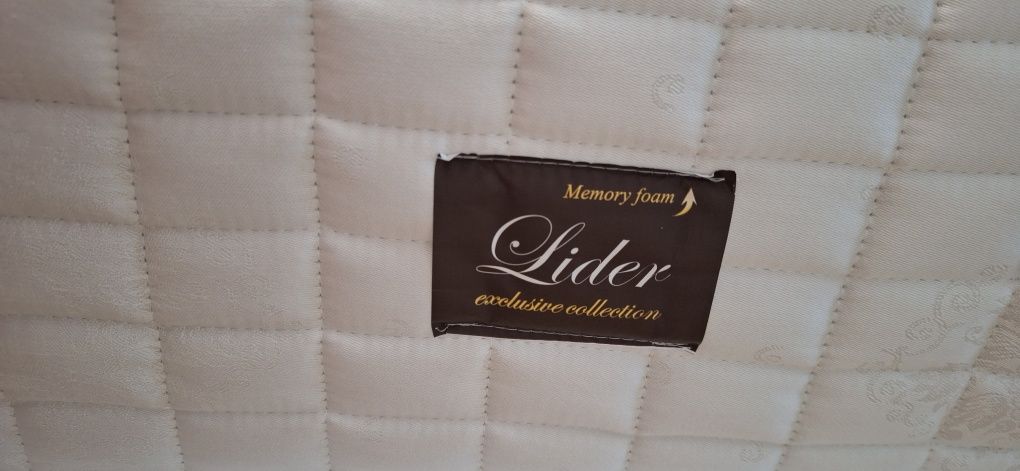 Memory foam
Lider
exclusive collection